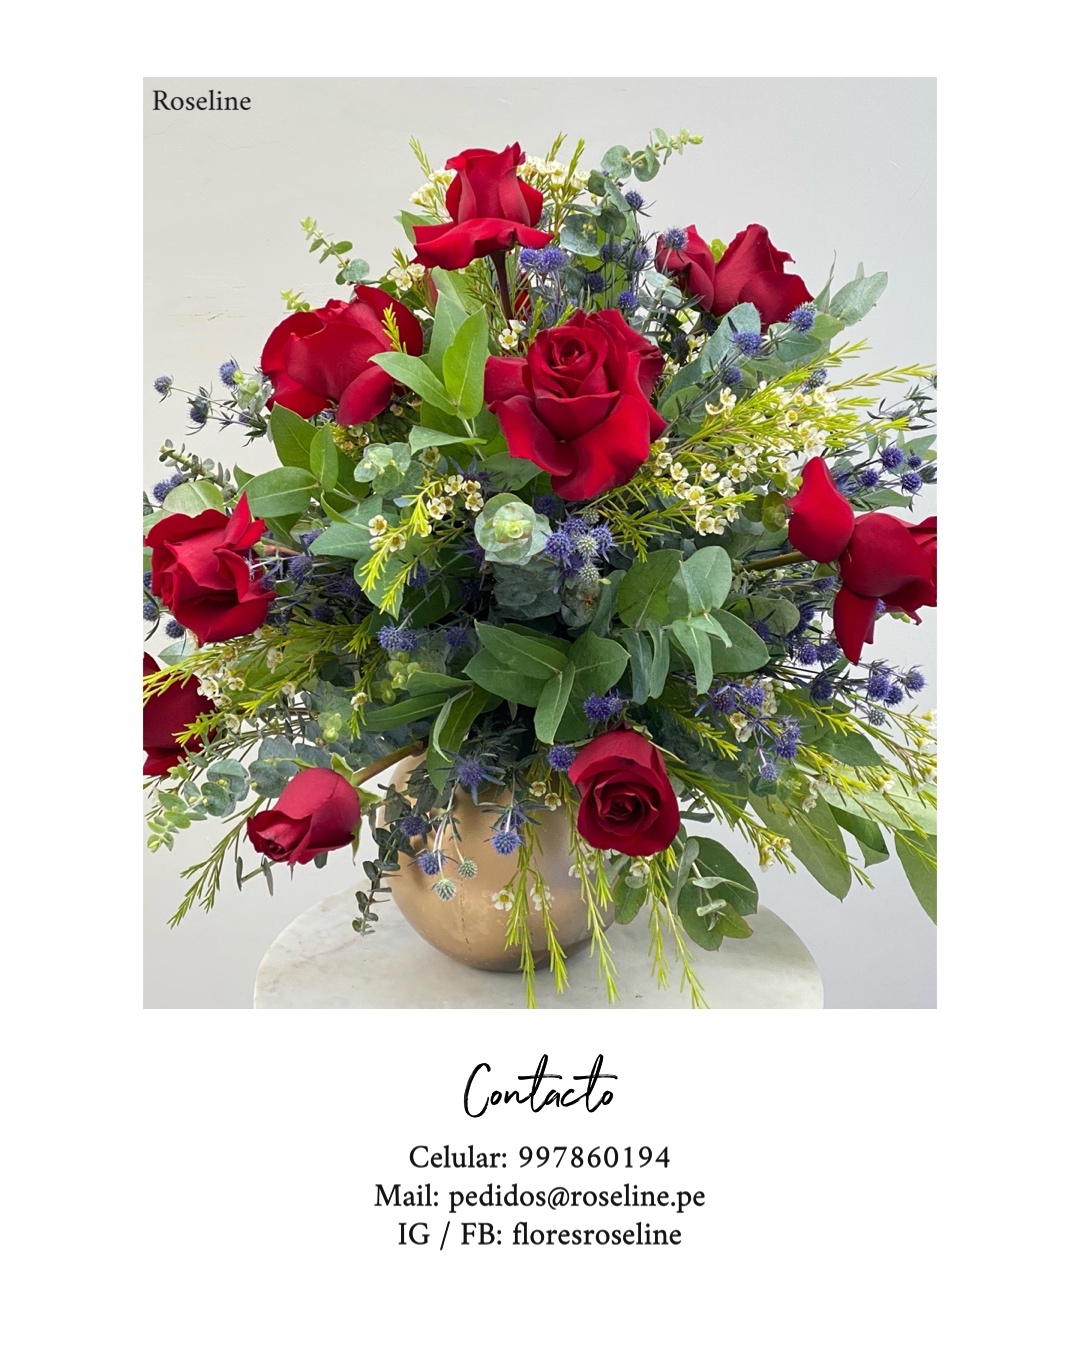 Roseline
Contacto
Celular: 997860194
Mail: pedidos@roseline.pe
IG / FB: floresroseline